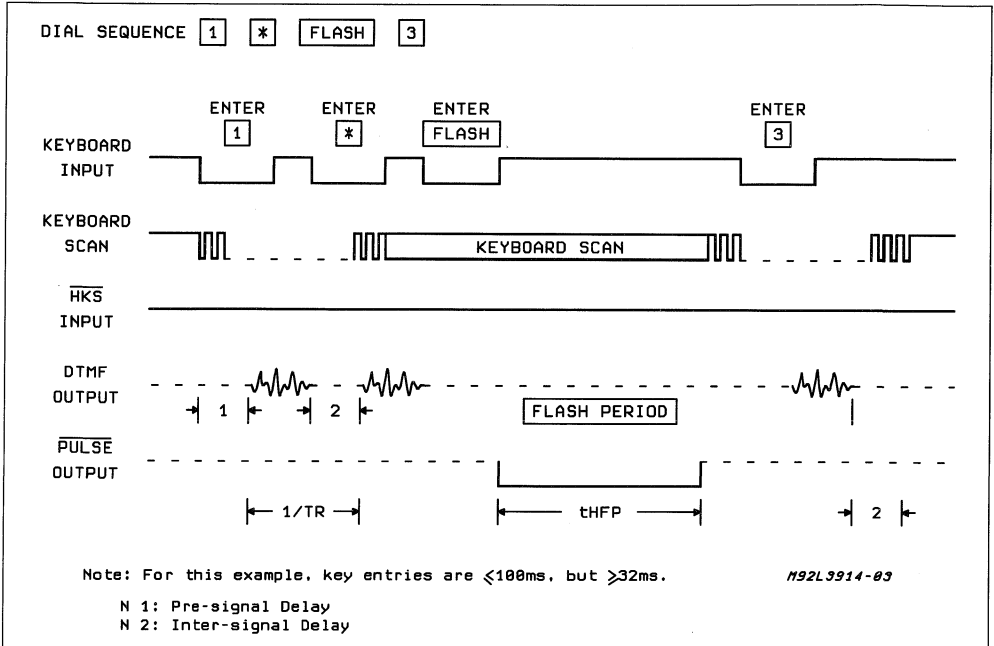 DIAL SEQUENCE 1 * FLASH 3
ENTER ENTER ENTER ENTER
1 * FLASH 3
KEYBOARD
INPUT
KEYBOARD
SCAN
KEYBOARD SCAN
HKS
INPUT
DTMF
OUTPUT
1 2 FLASH PERIOD
PULSE
OUTPUT
1/TR tHFP 2
Note: For this example, key entries are ⩽100ms, but ⩾32ms.
M92L3914-03
N 1: Pre-signal Delay
N 2: Inter-signal Delay